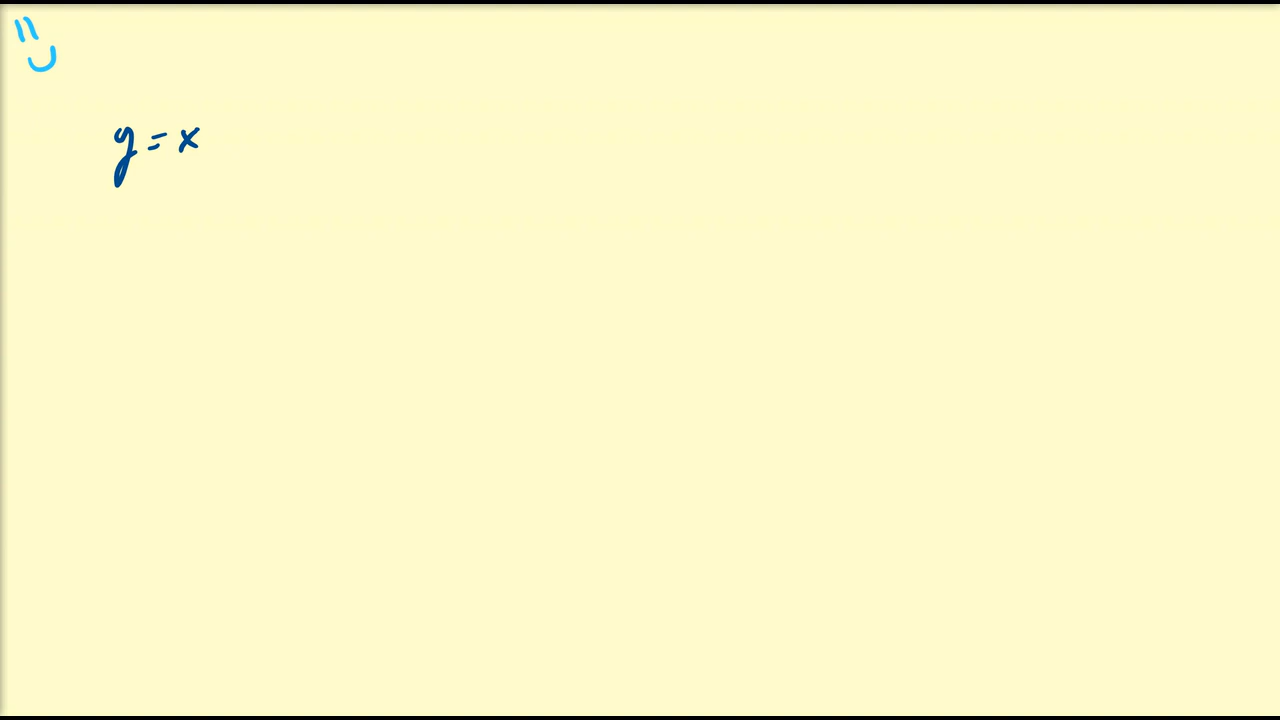 y = x